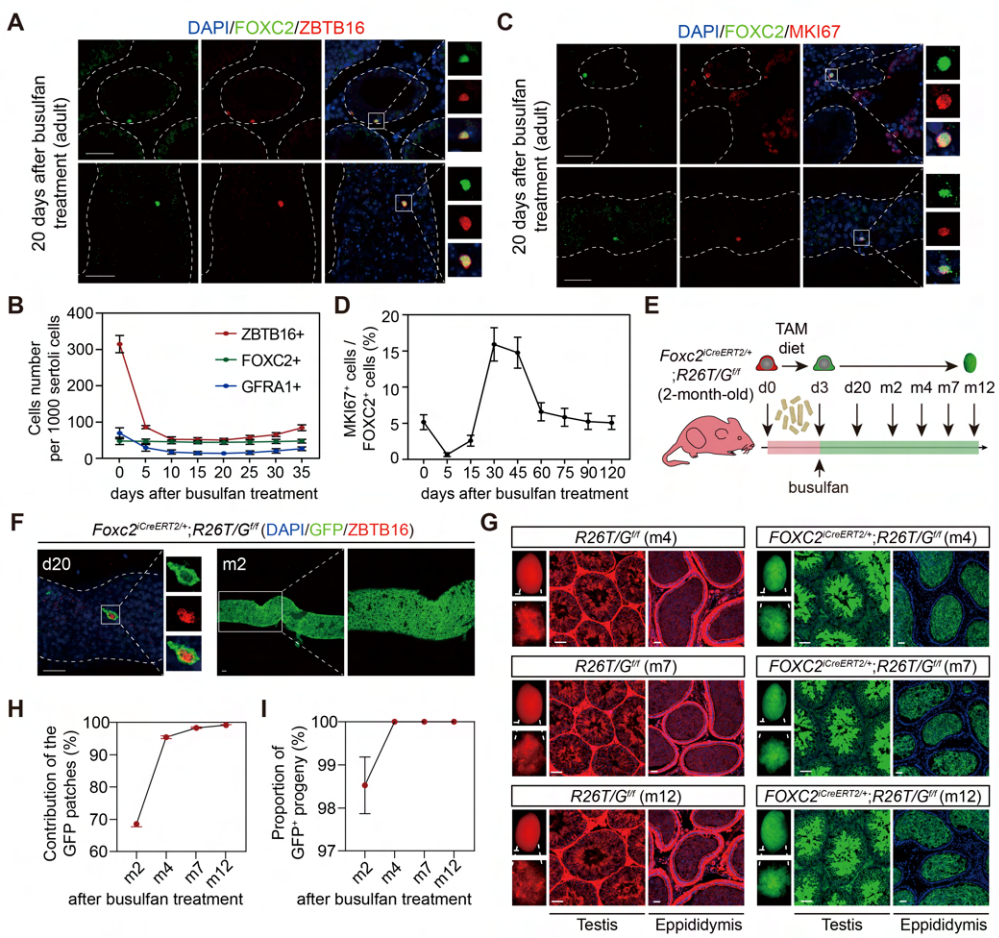 A
DAPI/FOXC2/ZBTB16
20 days after busulfan
treatment (adult)
C
DAPI/FOXC2/MKI67
20 days after busulfan
treatment (adult)
B
Cells number
per 1000 sertoli cells
400
300
200
100
0
ZBTB16+
FOXC2+
GFRA1+
0 5 10 15 20 25 30 35
days after busulfan treatment
D
MKI67⁺ cells /
FOXC2⁺ cells (%)
20
15
10
5
0
0 5 15 30 45 60 75 90 120
days after busulfan treatment
E
TAM
diet
Foxc2iCreERT2/+
;R26T/Gf/f
(2-month-old)
d0 d3 d20 m2 m4 m7 m12
busulfan
F
Foxc2iCreERT2/+;R26T/Gf/f (DAPI/GFP/ZBTB16)
d20
m2
G
R26T/Gf/f (m4)
FOXC2iCreERT2/+;R26T/Gf/f (m4)
R26T/Gf/f (m7)
FOXC2iCreERT2/+;R26T/Gf/f (m7)
R26T/Gf/f (m12)
FOXC2iCreERT2/+;R26T/Gf/f (m12)
Testis Eppididymis Testis Eppididymis
H
Contribution of the
GFP patches (%)
100
90
80
70
60
m2 m4 m7 m12
after busulfan treatment
I
Proportion of
GFP⁺ progeny (%)
100
99
98
97
m2 m4 m7 m12
after busulfan treatment